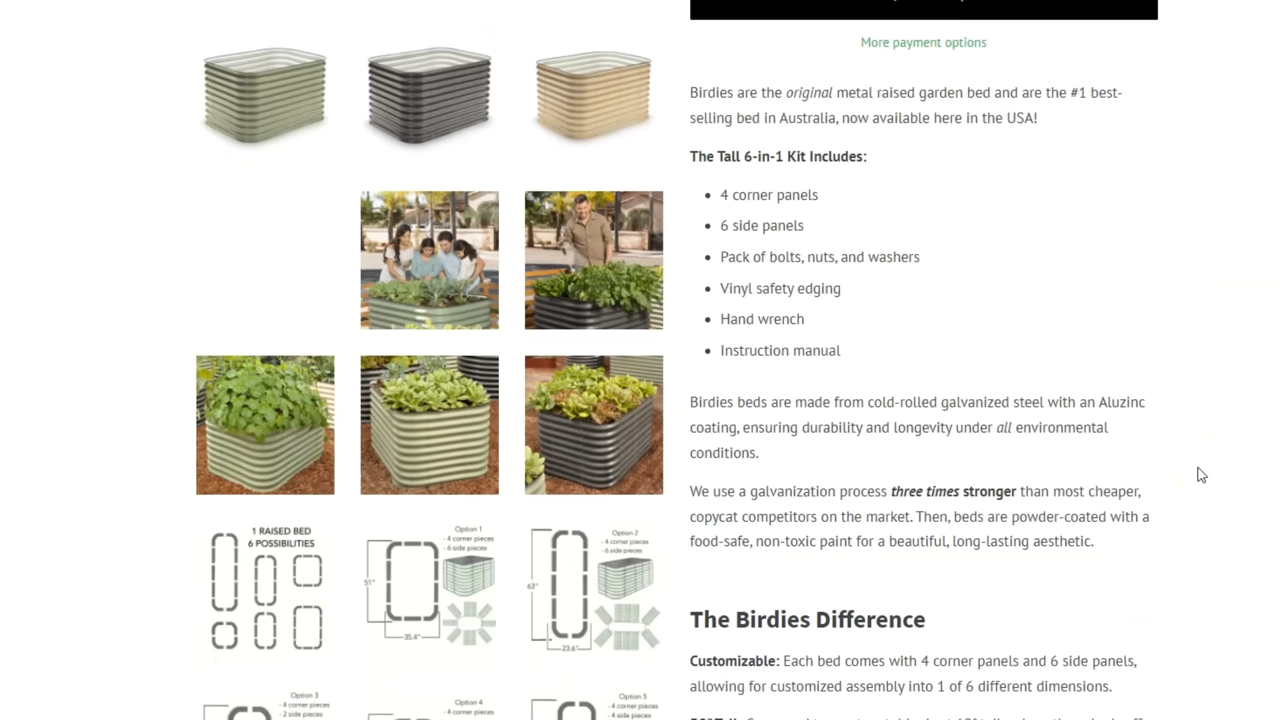 More payment options
Birdies are the original metal raised garden bed and are the #1 best-
selling bed in Australia, now available here in the USA!
The Tall 6-in-1 Kit Includes:
4 corner panels
6 side panels
Pack of bolts, nuts, and washers
Vinyl safety edging
Hand wrench
Instruction manual
Birdies beds are made from cold-rolled galvanized steel with an Aluzinc
coating, ensuring durability and longevity under all environmental
conditions.
We use a galvanization process three times stronger than most cheaper,
copycat competitors on the market. Then, beds are powder-coated with a
food-safe, non-toxic paint for a beautiful, long-lasting aesthetic.
1 RAISED BED
6 POSSIBILITIES
Option 1
- 4 corner pieces
- 6 side pieces
51"
35.4"
Option 2
- 4 corner pieces
- 6 side pieces
63"
23.6"
The Birdies Difference
Customizable: Each bed comes with 4 corner panels and 6 side panels,
allowing for customized assembly into 1 of 6 different dimensions.
Option 3
- 4 corner pieces
- 2 side pieces
Option 4
- 4 corner pieces
Option 5
- 4 corner pieces
- 4 side pieces